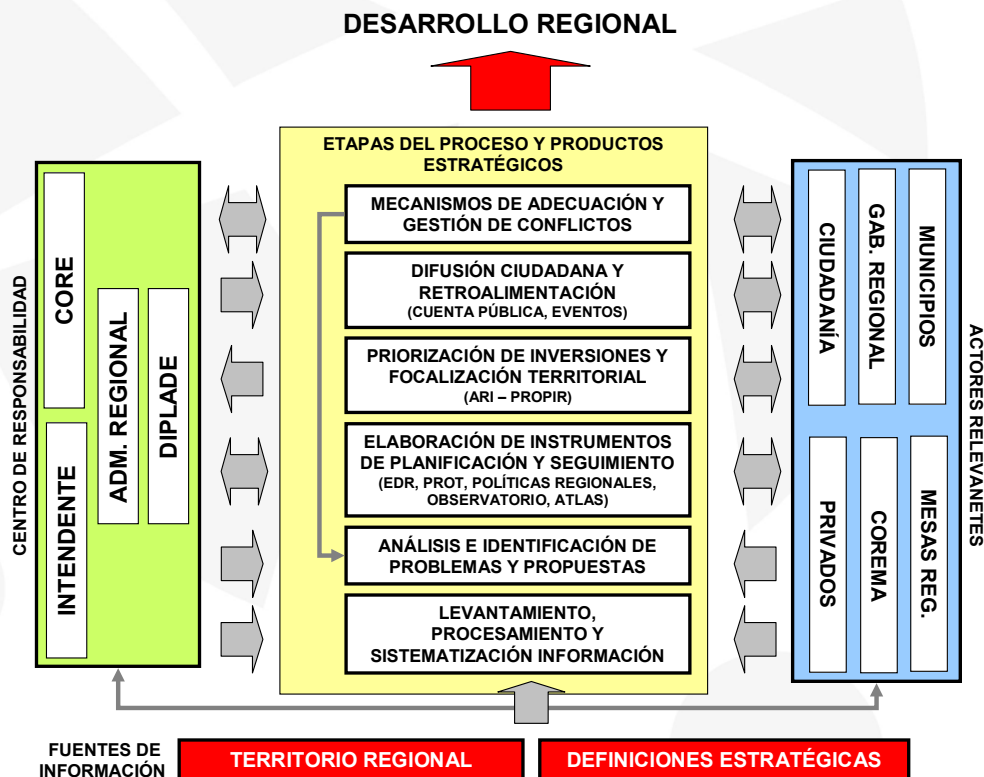 DESARROLLO REGIONAL
ETAPAS DEL PROCESO Y PRODUCTOS
ESTRATÉGICOS
MECANISMOS DE ADECUACIÓN Y
GESTIÓN DE CONFLICTOS
DIFUSIÓN CIUDADANA Y
RETROALIMENTACIÓN
(CUENTA PÚBLICA, EVENTOS)
PRIORIZACIÓN DE INVERSIONES Y
FOCALIZACIÓN TERRITORIAL
(ARI – PROPIR)
ELABORACIÓN DE INSTRUMENTOS
DE PLANIFICACIÓN Y SEGUIMIENTO
(EDR, PROT, POLÍTICAS REGIONALES,
OBSERVATORIO, ATLAS)
ANÁLISIS E IDENTIFICACIÓN DE
PROBLEMAS Y PROPUESTAS
LEVANTAMIENTO,
PROCESAMIENTO Y
SISTEMATIZACIÓN INFORMACIÓN
CENTRO DE RESPONSABILIDAD
CORE
INTENDENTE
ADM. REGIONAL
DIPLADE
CIUDADANÍA
GAB. REGIONAL
MUNICIPIOS
PRIVADOS
COREMA
MESAS REG.
ACTORES RELEVANETES
FUENTES DE
INFORMACIÓN
TERRITORIO REGIONAL
DEFINICIONES ESTRATÉGICAS